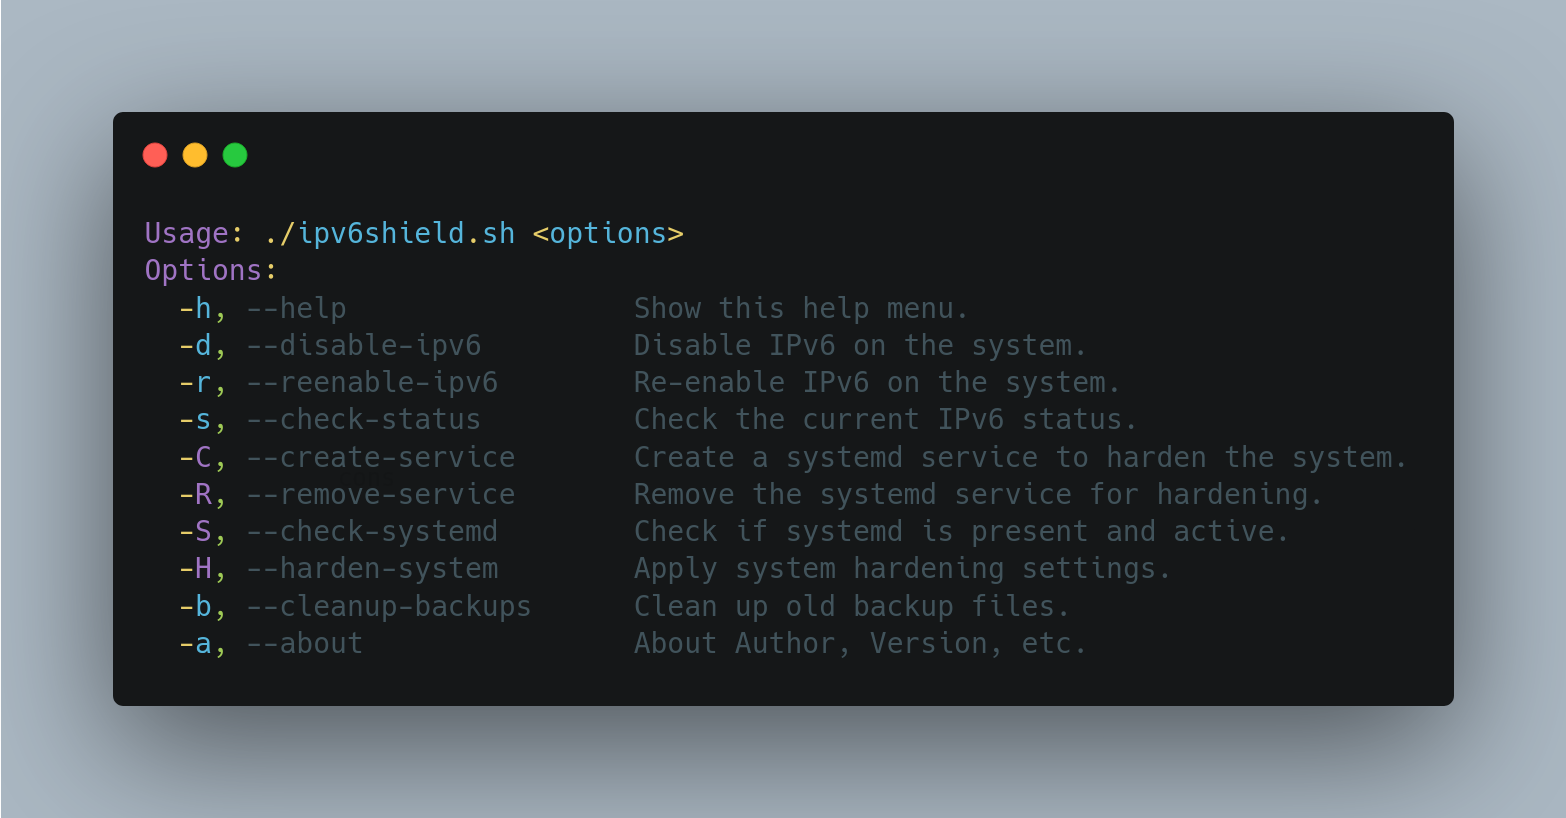 Usage: ./ipv6shield.sh <options>
Options:
  -h, --help                 Show this help menu.
  -d, --disable-ipv6         Disable IPv6 on the system.
  -r, --reenable-ipv6        Re-enable IPv6 on the system.
  -s, --check-status         Check the current IPv6 status.
  -C, --create-service       Create a systemd service to harden the system.
  -R, --remove-service       Remove the systemd service for hardening.
  -S, --check-systemd        Check if systemd is present and active.
  -H, --harden-system        Apply system hardening settings.
  -b, --cleanup-backups      Clean up old backup files.
  -a, --about                About Author, Version, etc.